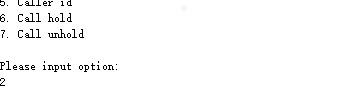 5. Caller id
6. Call hold
7. Call unhold
Please input option:
2